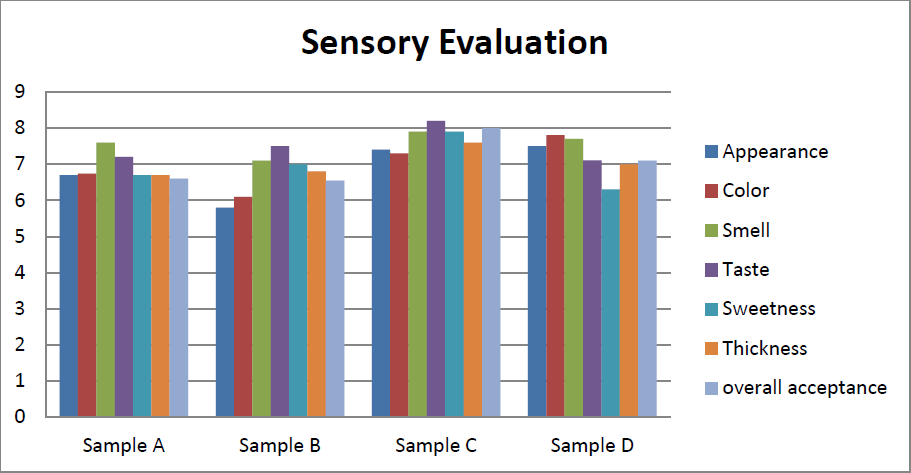 Sensory Evaluation
9
8
7
6
5
4
3
2
1
0
Sample A Sample B Sample C Sample D
Appearance
Color
Smell
Taste
Sweetness
Thickness
overall acceptance